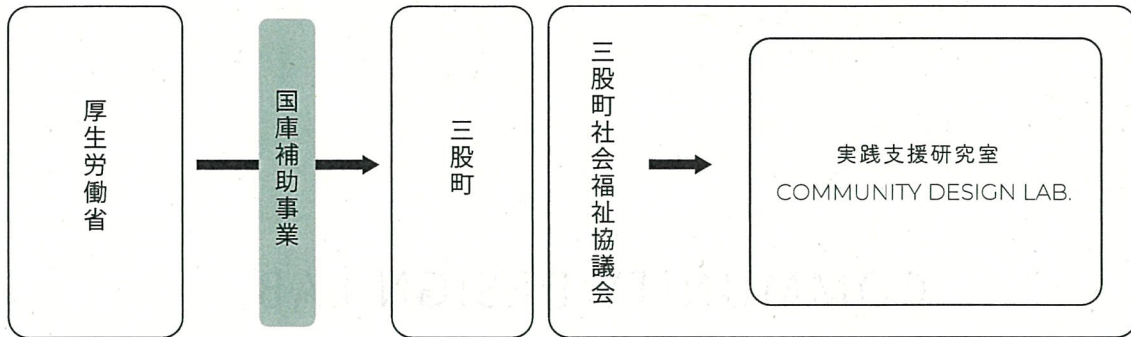 厚生労働省
国庫補助事業
三股町
三股町社会福祉協議会
実践支援研究室
COMMUNITY DESIGN LAB.